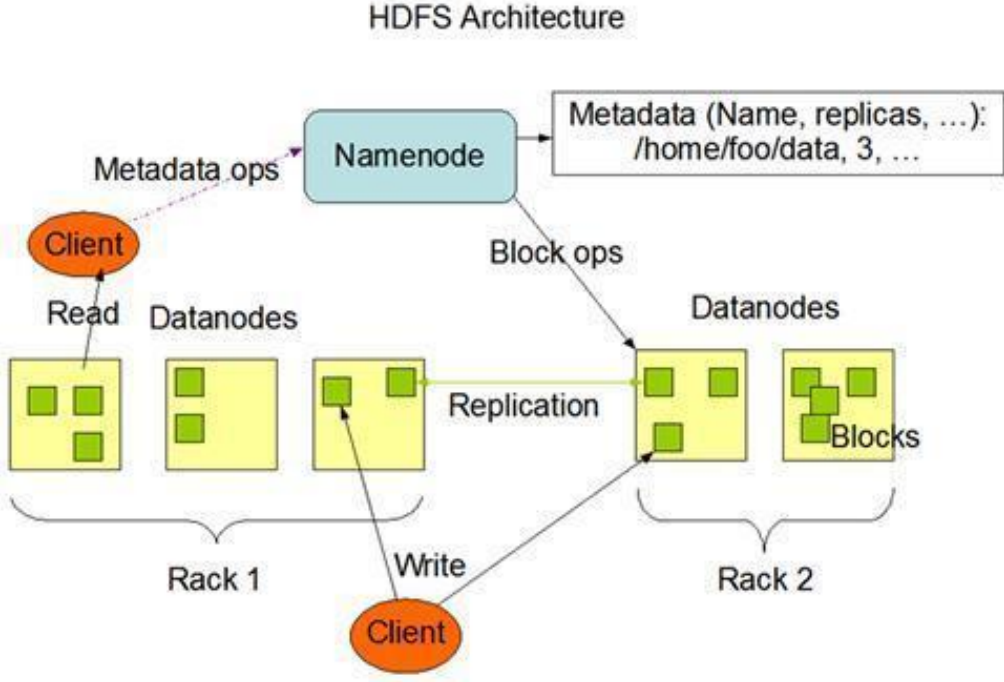 HDFS Architecture
Metadata (Name, replicas, …):
/home/foo/data, 3, …
Namenode
Metadata ops
Client
Block ops
Read
Datanodes
Datanodes
Replication
Blocks
Rack 1
Write
Rack 2
Client